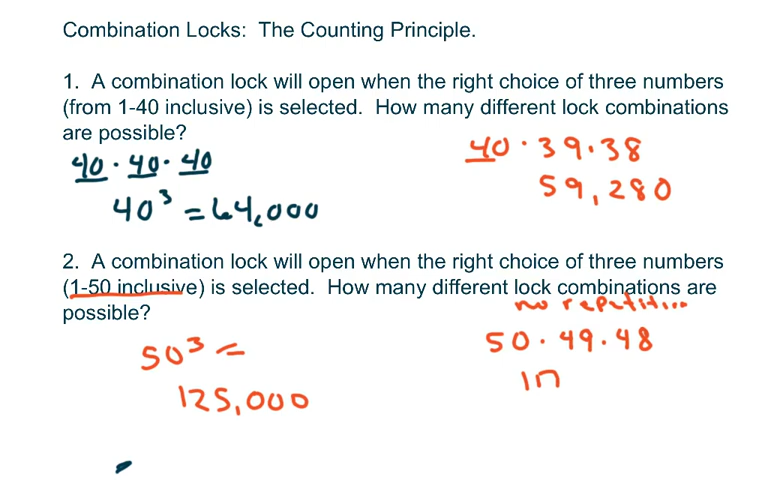 Combination Locks: The Counting Principle.
1. A combination lock will open when the right choice of three numbers
(from 1-40 inclusive) is selected. How many different lock combinations
are possible?
40 · 40 · 40
40³ = 64,000
40 · 39 · 38
59,280
2. A combination lock will open when the right choice of three numbers
(1-50 inclusive) is selected. How many different lock combinations are
possible?
no repetition
50³ =
125,000
50 · 49 · 48